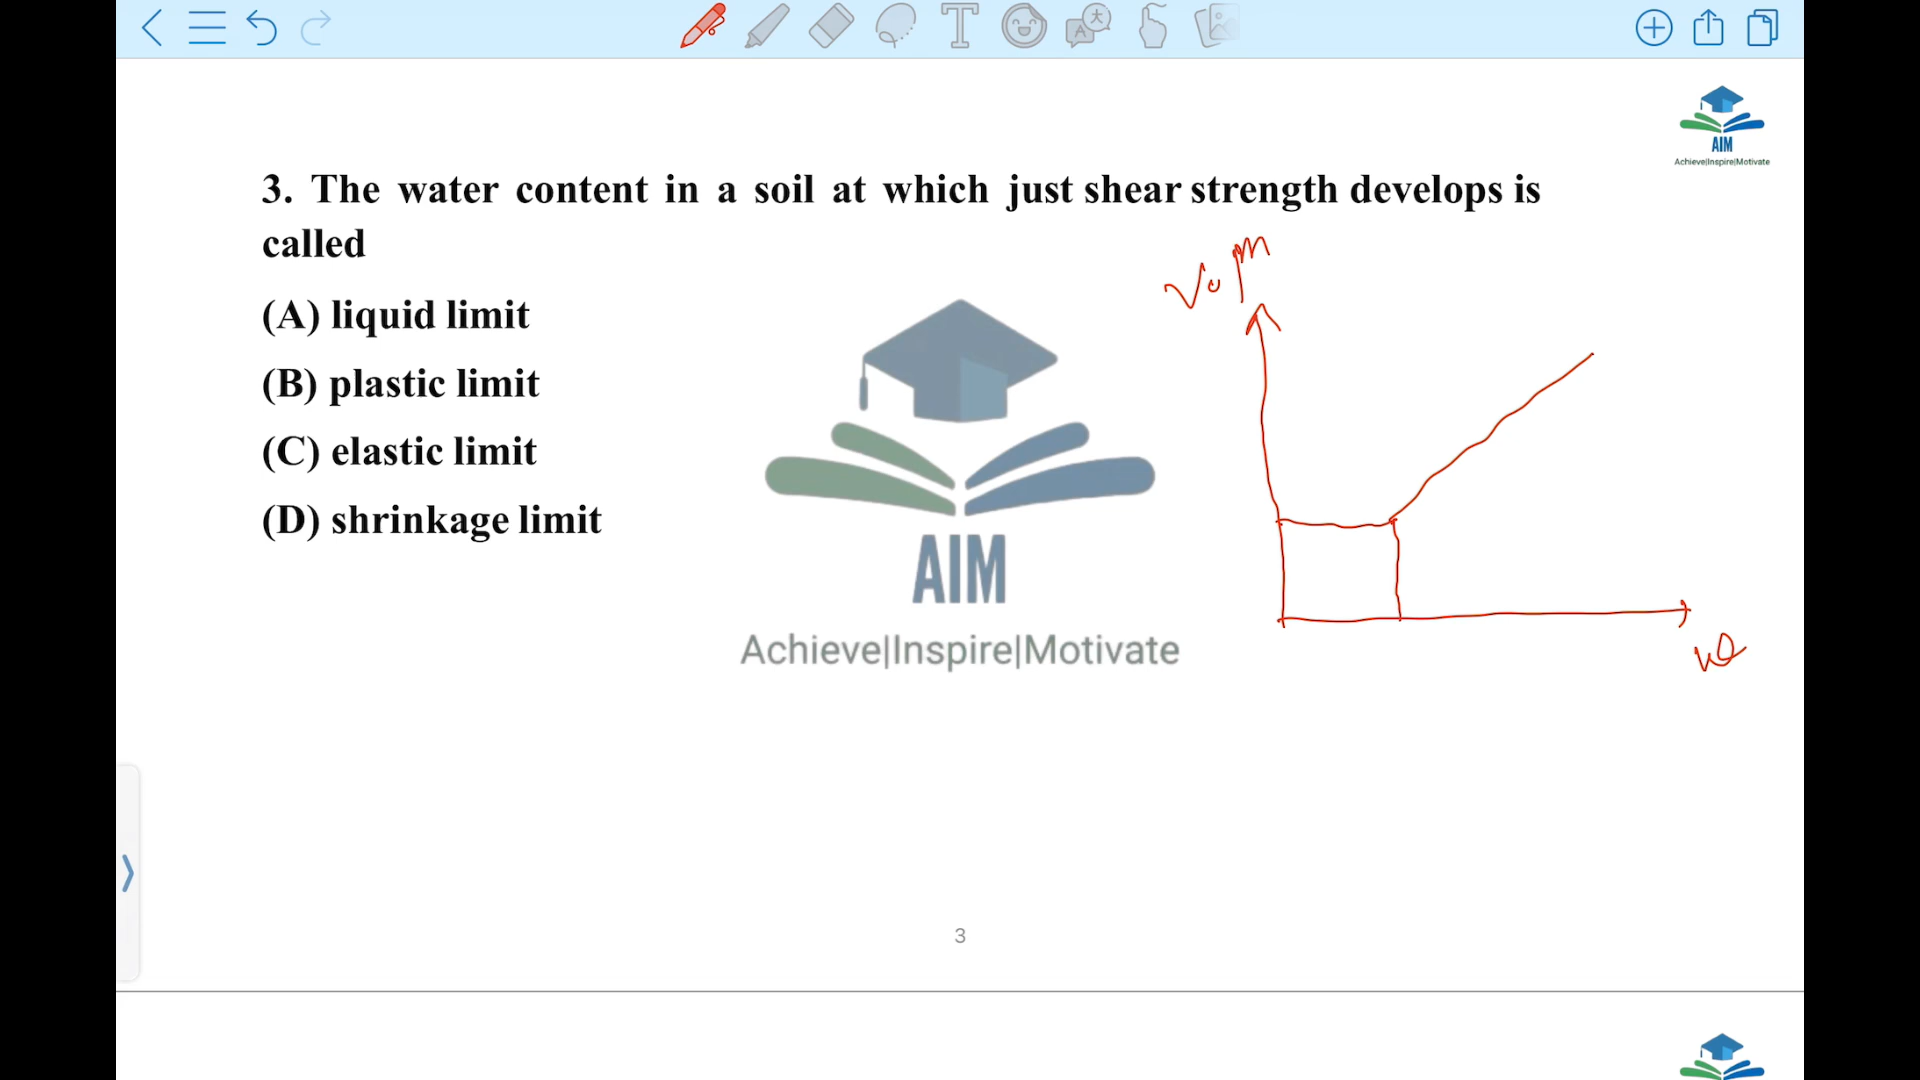 AIM
Achieve|Inspire|Motivate
3. The water content in a soil at which just shear strength develops is
called
Volm
(A) liquid limit
(B) plastic limit
(C) elastic limit
(D) shrinkage limit
AIM
Achieve|Inspire|Motivate
3